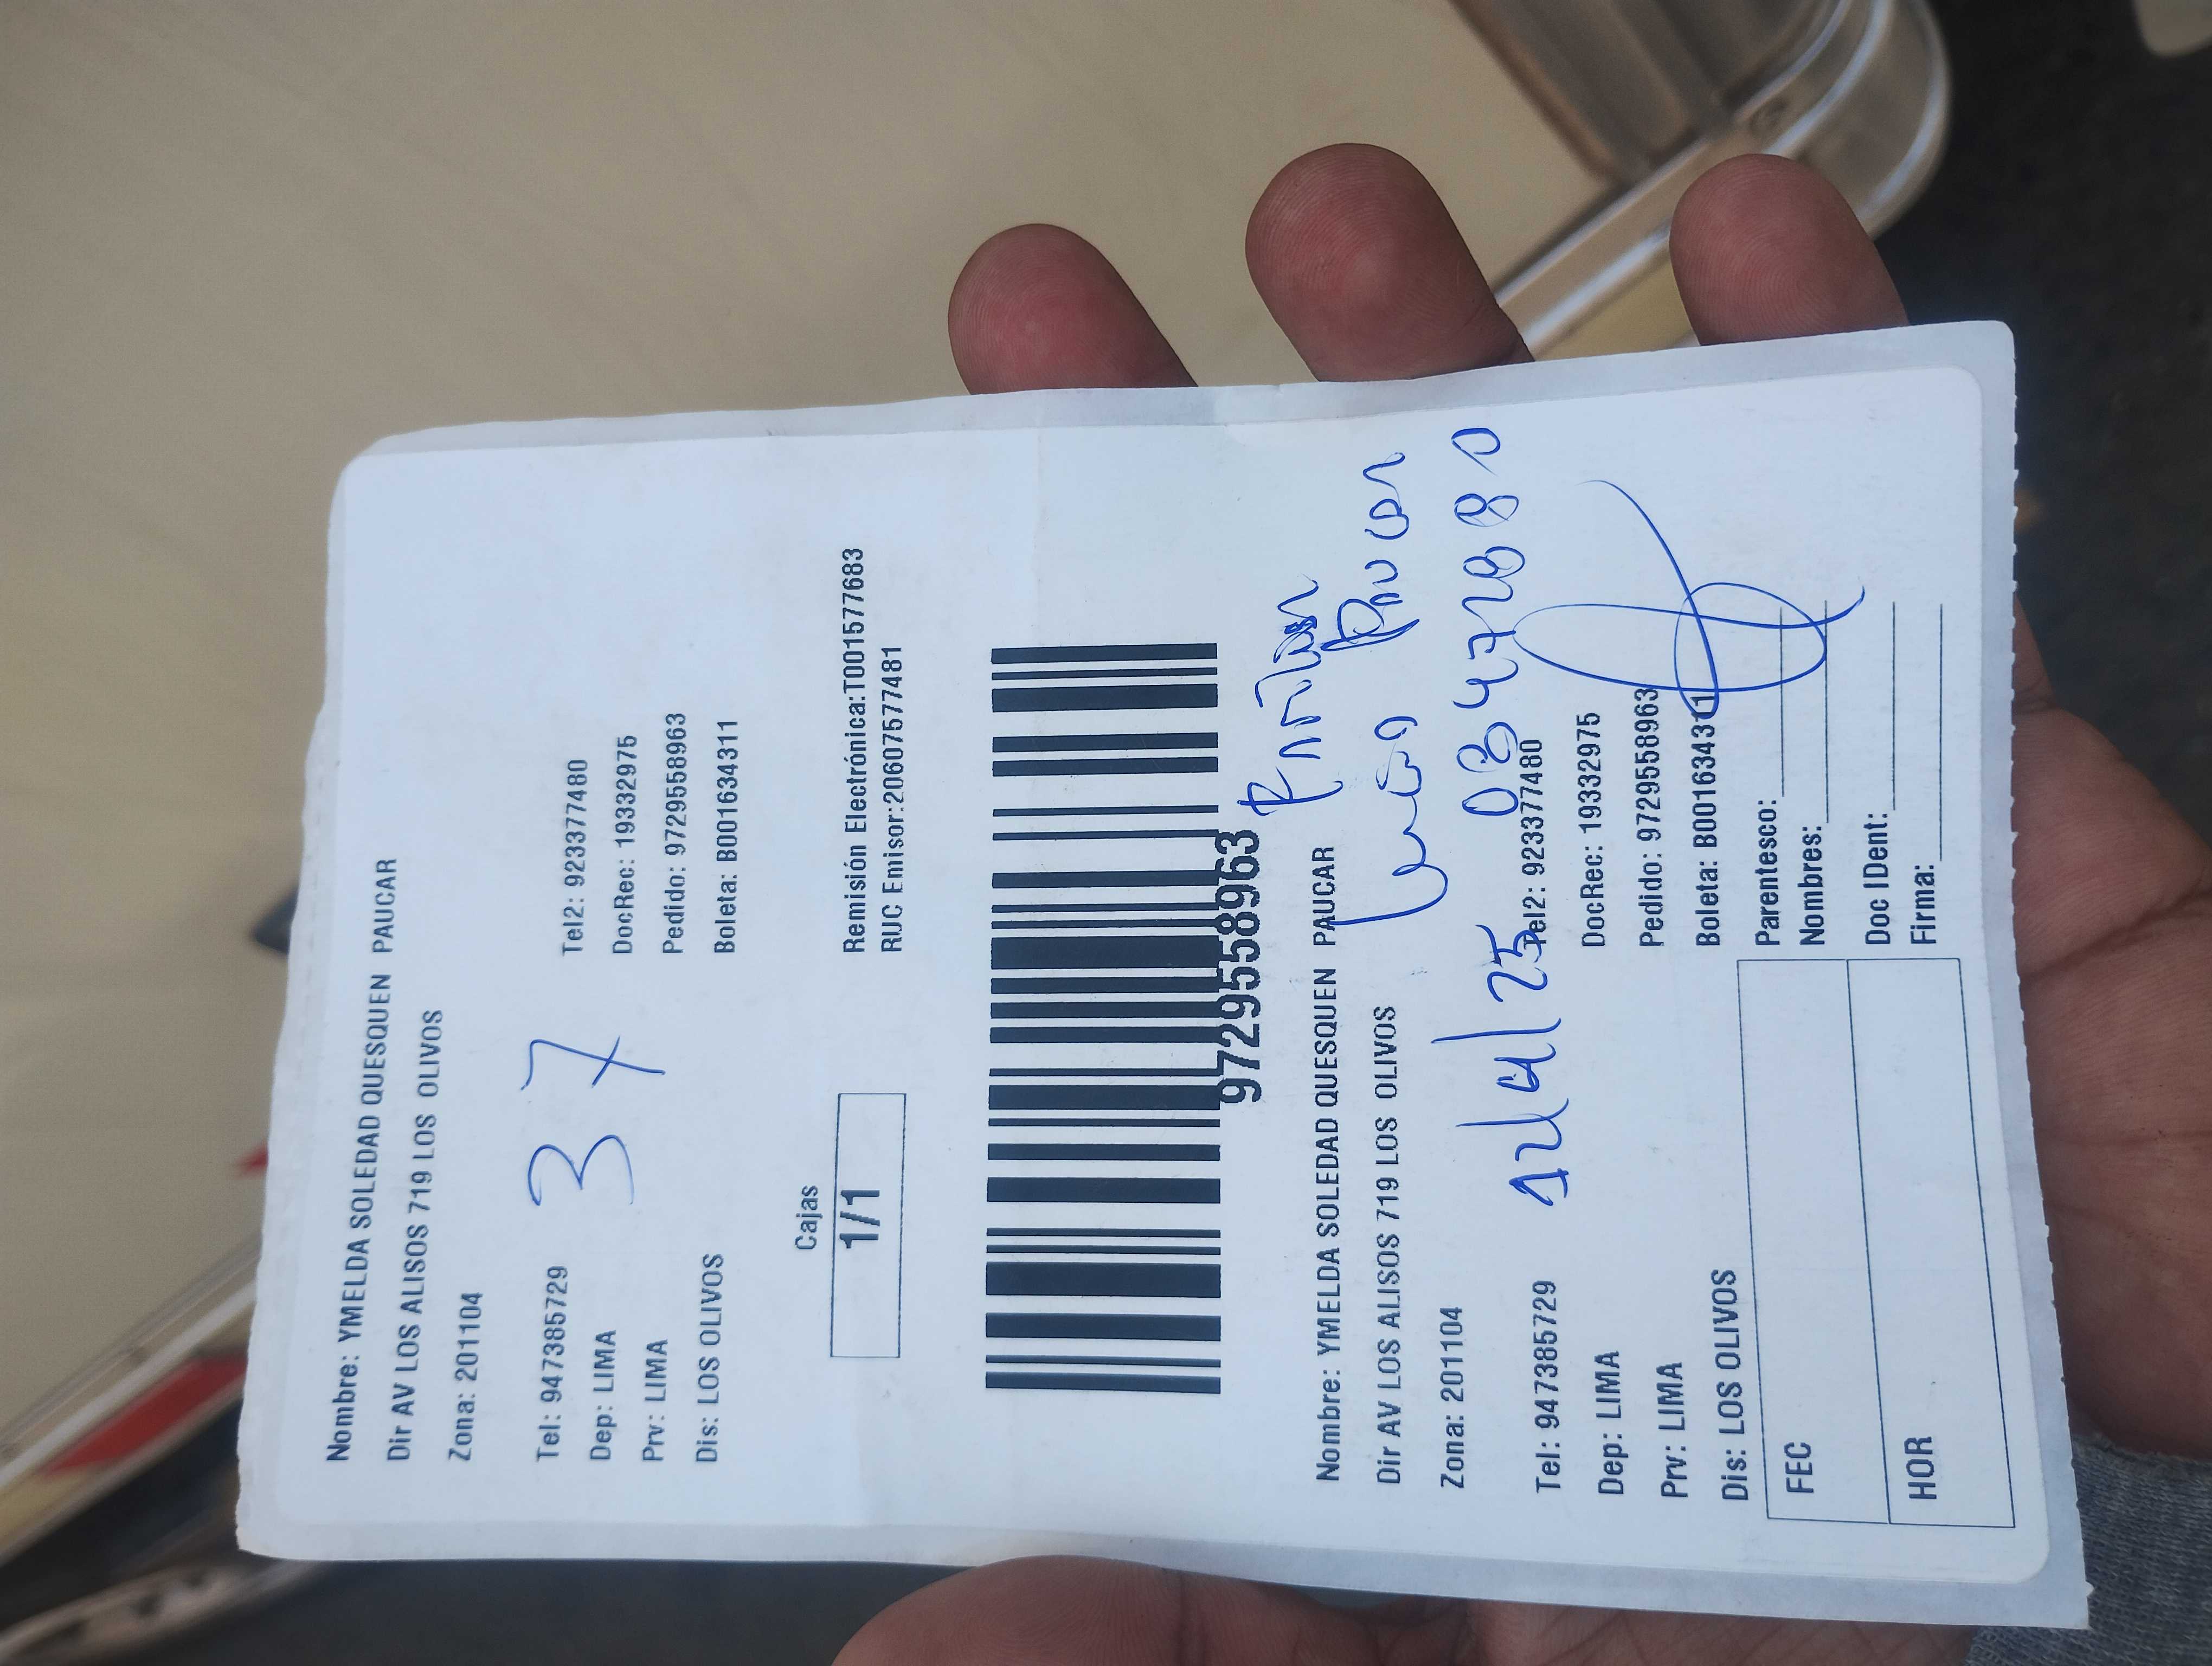 Nombre: YMELDA SOLEDAD QUESQUEN PAUCAR
Dir AV LOS ALISOS 719 LOS OLIVOS
Zona: 201104
37
Tel: 947385729 Tel2: 923377480
Dep: LIMA DocRec: 19332975
Prv: LIMA Pedido: 9729558963
Dis: LOS OLIVOS Boleta: B001634311
Cajas
1/1
Remisión Electrónica:T001577683
RUC Emisor:20607577481
9729558963
Nombre: YMELDA SOLEDAD QUESQUEN PAUCAR
Dir AV LOS ALISOS 719 LOS OLIVOS
Zona: 201104
12/4/25
Tel: 947385729 Tel2: 923377480
Dep: LIMA DocRec: 19332975
Prv: LIMA Pedido: 9729558963
Dis: LOS OLIVOS Boleta: B001634311
FEC
HOR
Parentesco:
Nombres:
Doc IDent:
Firma: